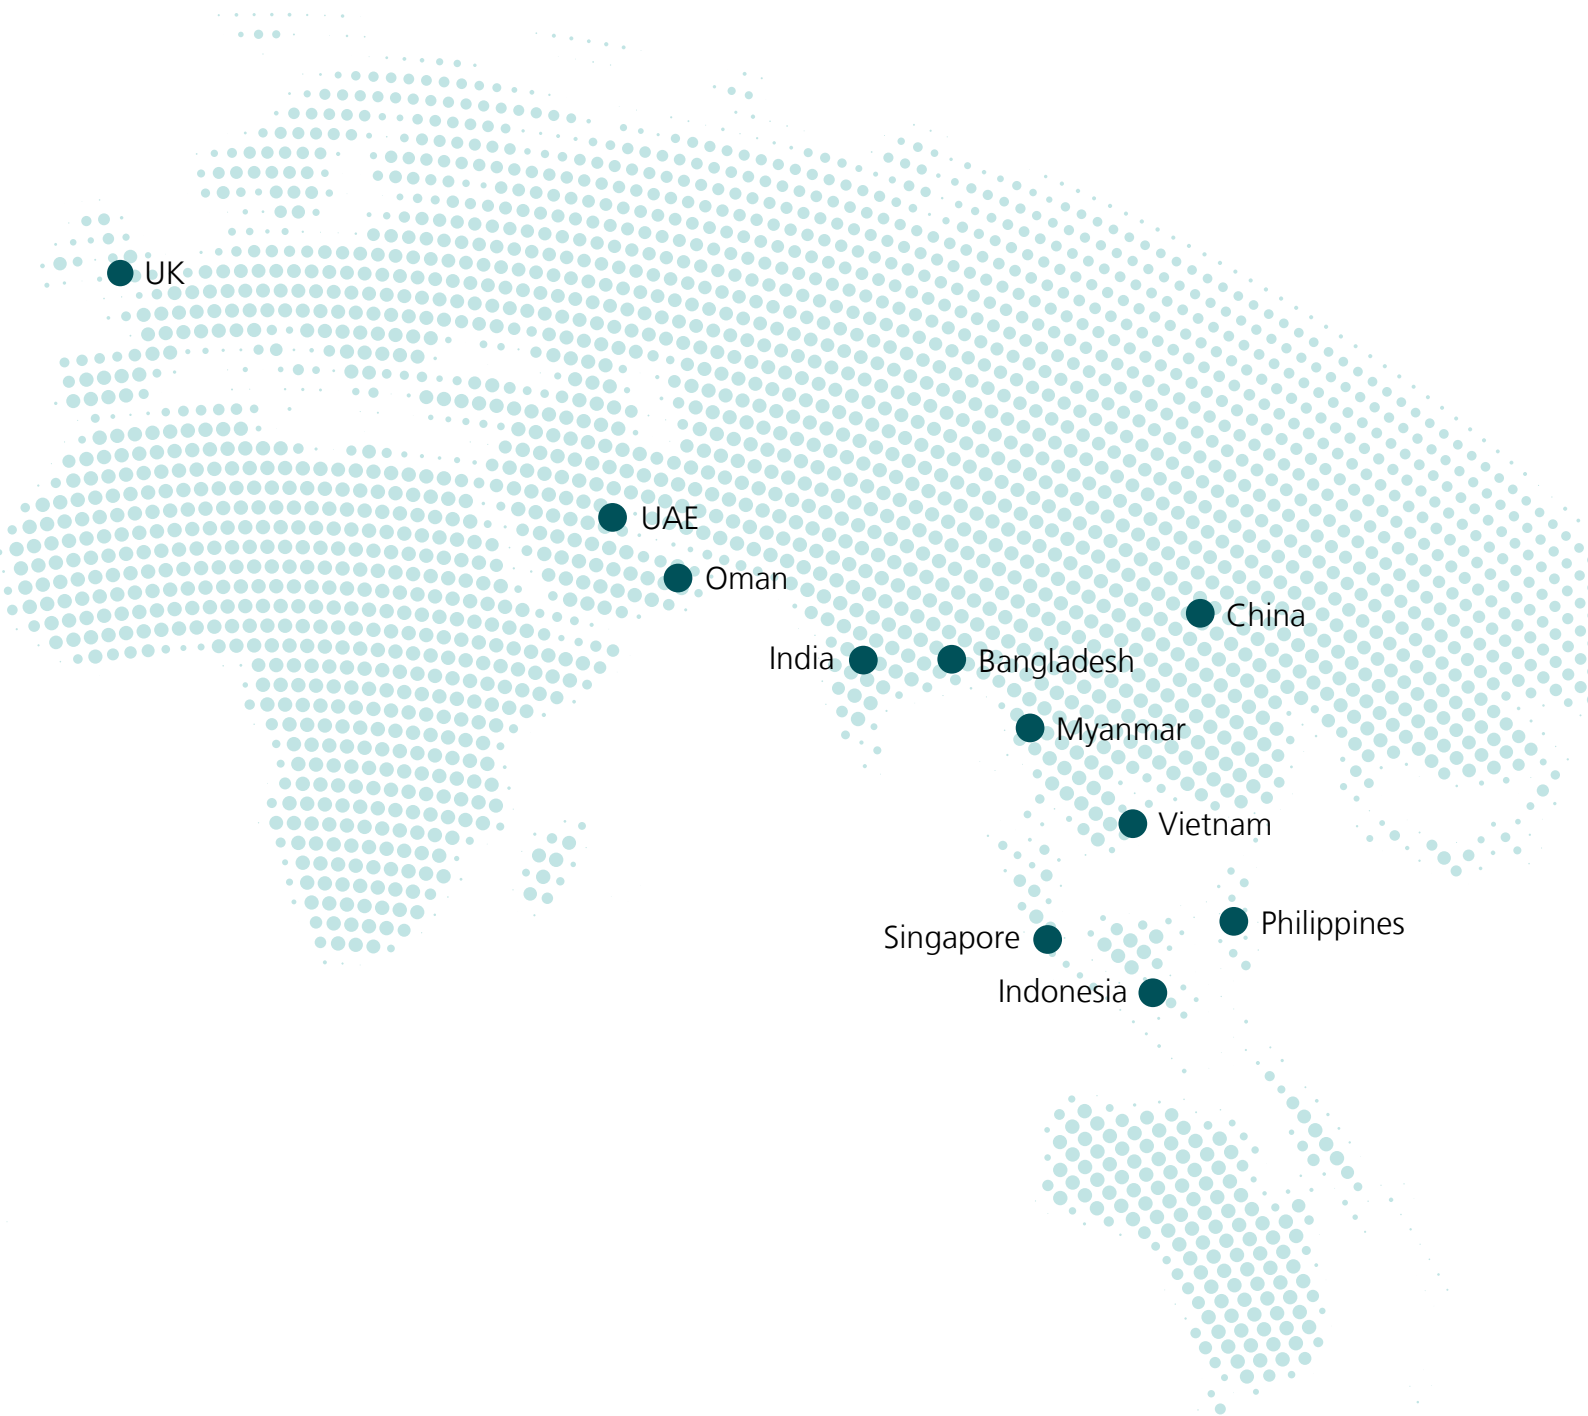 UK
UAE
Oman
China
India
Bangladesh
Myanmar
Vietnam
Philippines
Singapore
Indonesia